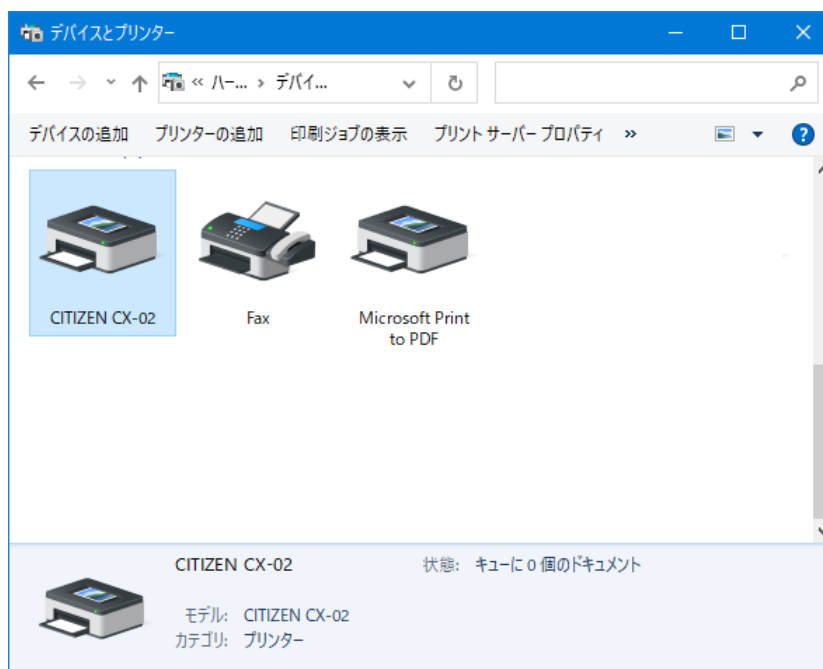 デバイスとプリンター
« ハー... › デバイ...
デバイスの追加 プリンターの追加 印刷ジョブの表示 プリント サーバー プロパティ »
CITIZEN CX-02 Fax Microsoft Print
to PDF
CITIZEN CX-02 状態: キューに 0 個のドキュメント
モデル: CITIZEN CX-02
カテゴリ: プリンター